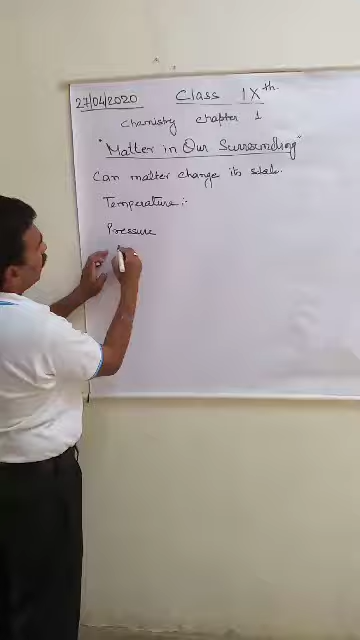 27/04/2020 Class IXth
Chemistry chapter 1
"Matter in Our Surrounding"
Can matter change its state.
Temperature:-
Pressure